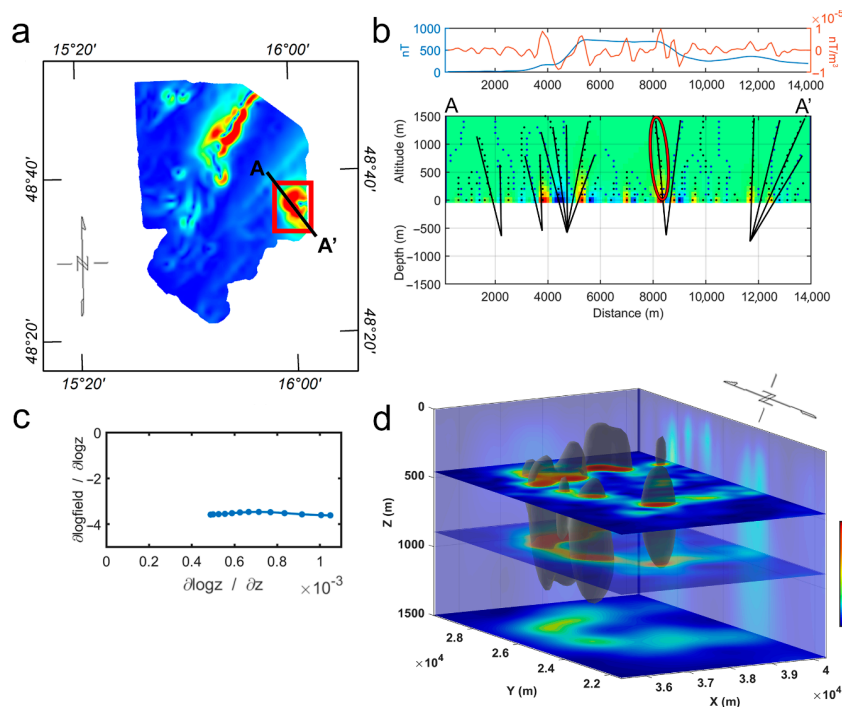 a
15°20'
16°00'
48°40'
48°40'
A
A'
N
48°20'
48°20'
15°20'
16°00'
b
×10⁻⁵
nT
1000
500
0
1
0
−1
nT/m³
2000 4000 6000 8000 10,000 12,000 13,900
A
A'
Altitude (m)
Depth (m)
1500
1000
500
0
−500
−1000
−1500
2000 4000 6000 8000 10,000 12,000 14,000
Distance (m)
c
∂logfield / ∂logz
0
−2
−4
0 0.2 0.4 0.6 0.8 1
∂logz / ∂z
×10⁻³
d
N
Z (m)
0
500
1000
1500
2.8
2.6
2.4
2.2
×10⁴
Y (m)
3.6
3.7
3.8
3.9
4
×10⁴
X (m)